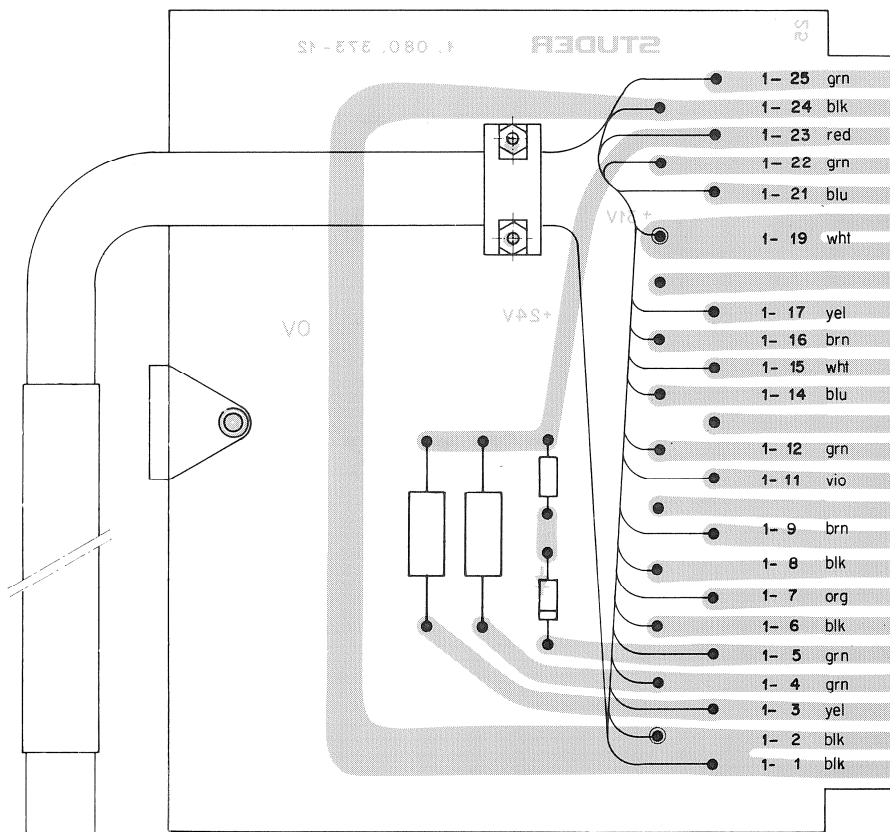 STUDER
1.080.373-12
25
1- 25 grn
1- 24 blk
1- 23 red
1- 22 grn
1- 21 blu
+31V
1- 19 wht
+24V
0V
1- 17 yel
1- 16 brn
1- 15 wht
1- 14 blu
1- 12 grn
1- 11 vio
1- 9 brn
1- 8 blk
1- 7 org
1- 6 blk
1- 5 grn
1- 4 grn
1- 3 yel
1- 2 blk
1- 1 blk